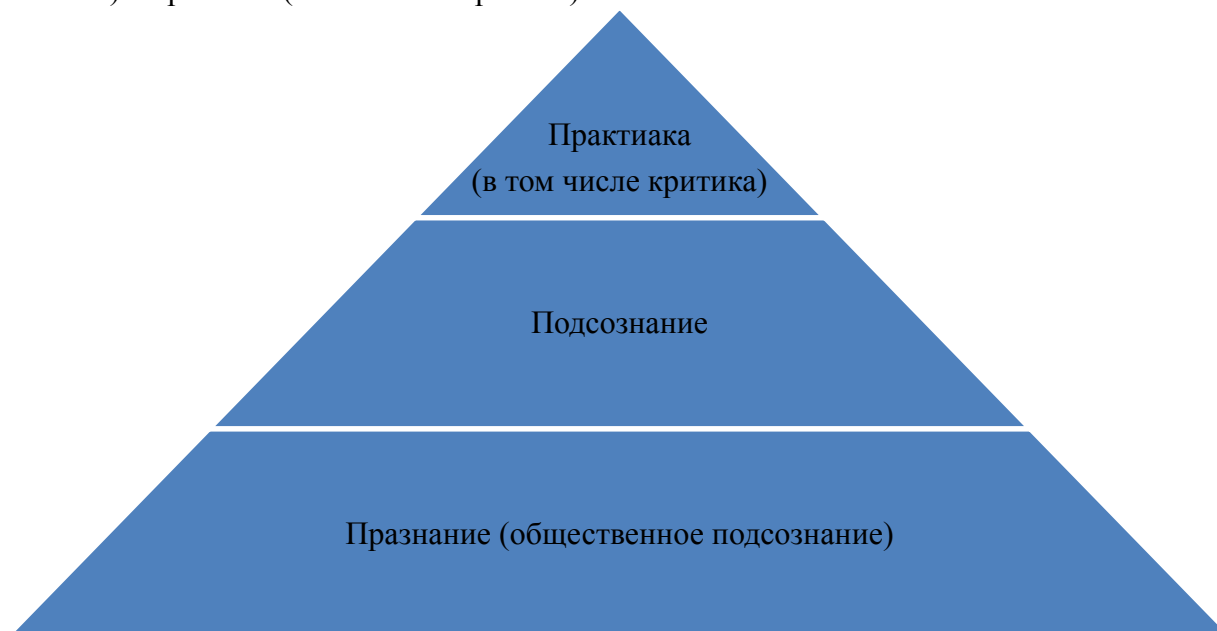 Практиака
(в том числе критика)
Подсознание
Празнание (общественное подсознание)